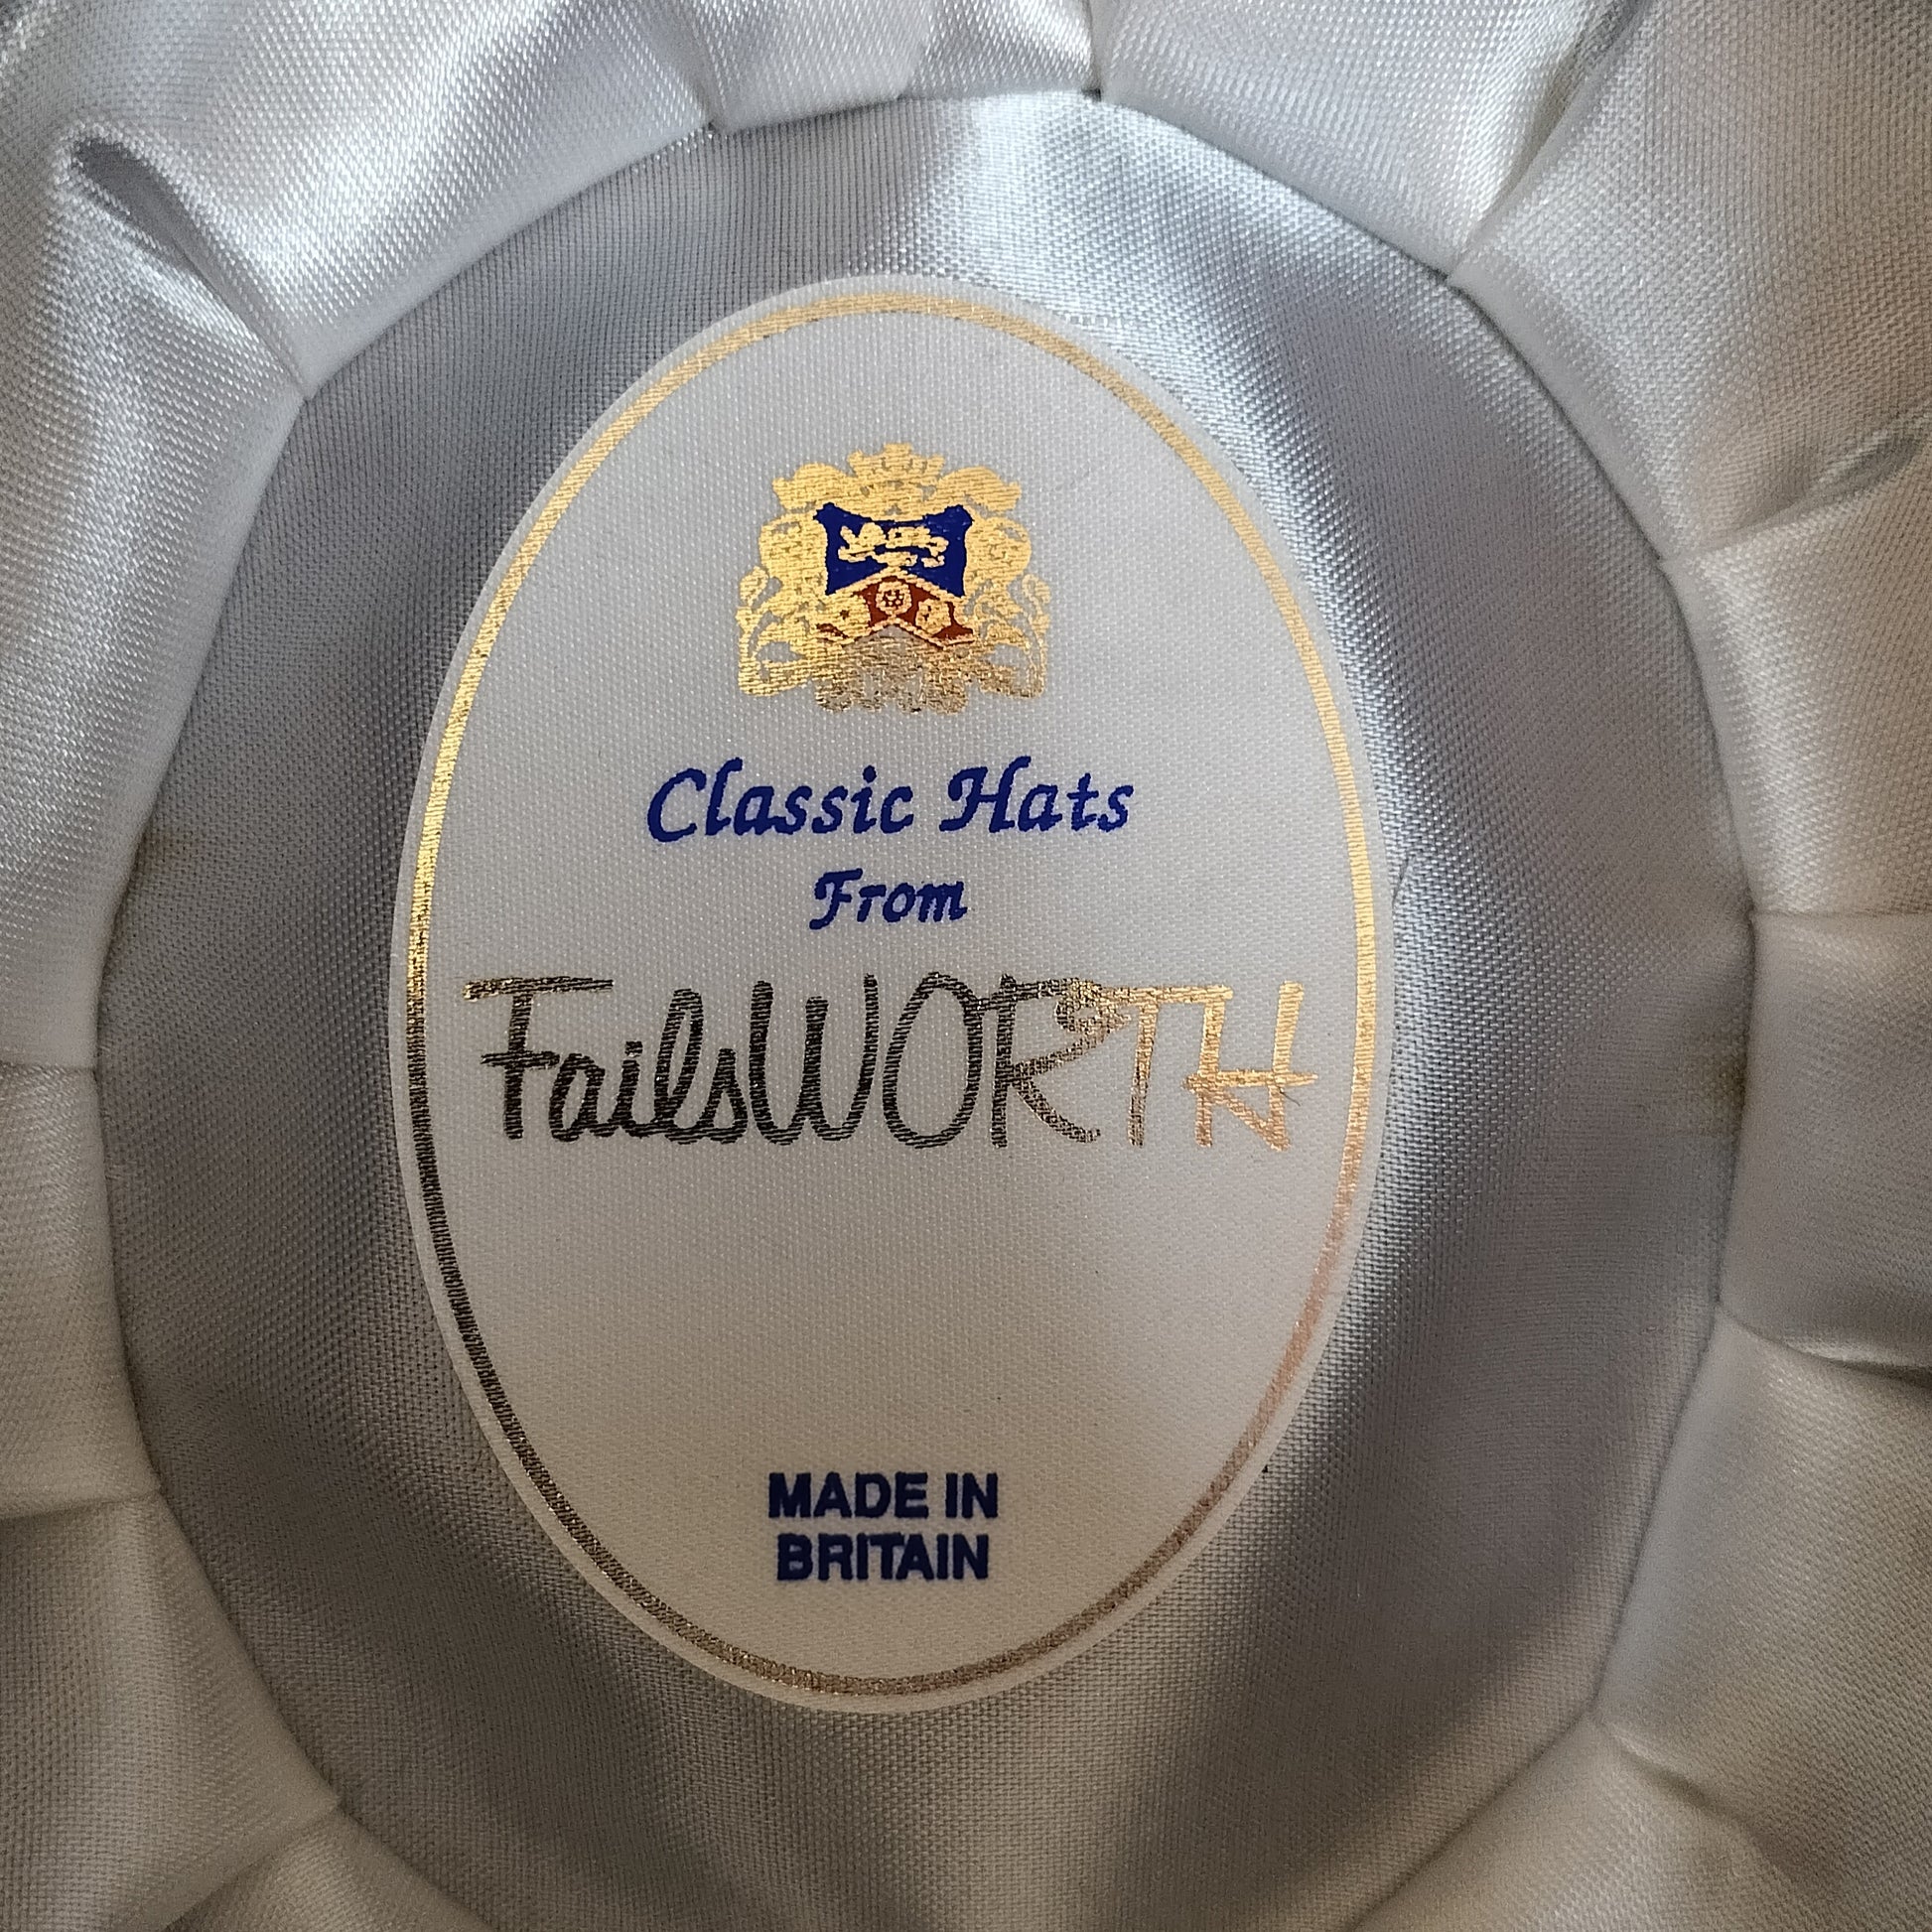 Classic Hats
From
FailsWORTH
MADE IN
BRITAIN